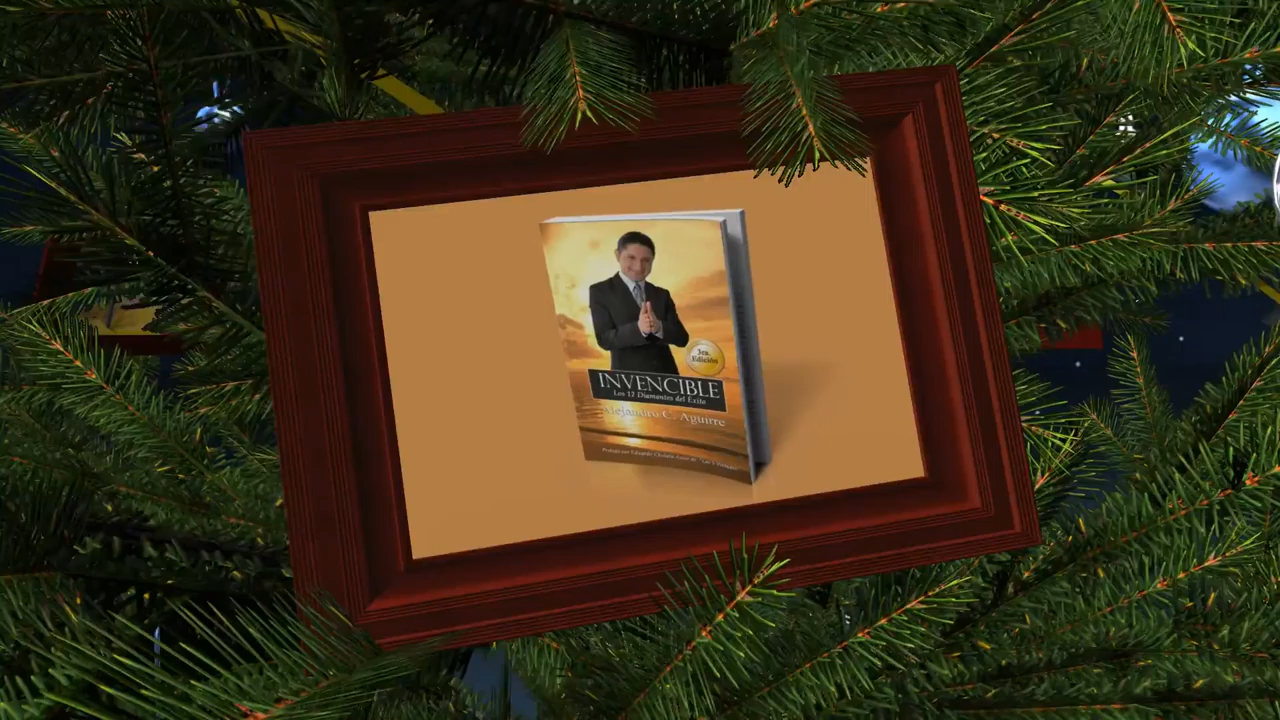 3ra.
Edición
INVENCIBLE
Los 12 Diamantes del Éxito
Alejandro C. Aguirre